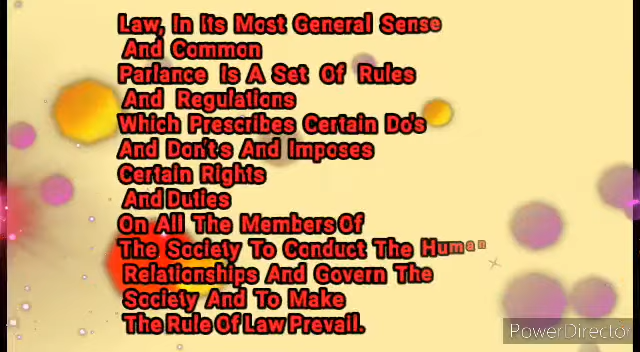 Law, In Its Most General Sense
And Common
Parlance Is A Set Of Rules
And Regulations
Which Prescribes Certain Do's
And Don't's And Imposes
Certain Rights
And Duties
On All The Members Of
The Society To Conduct The Human
Relationships And Govern The
Society And To Make
The Rule Of Law Prevail.
PowerDirecto